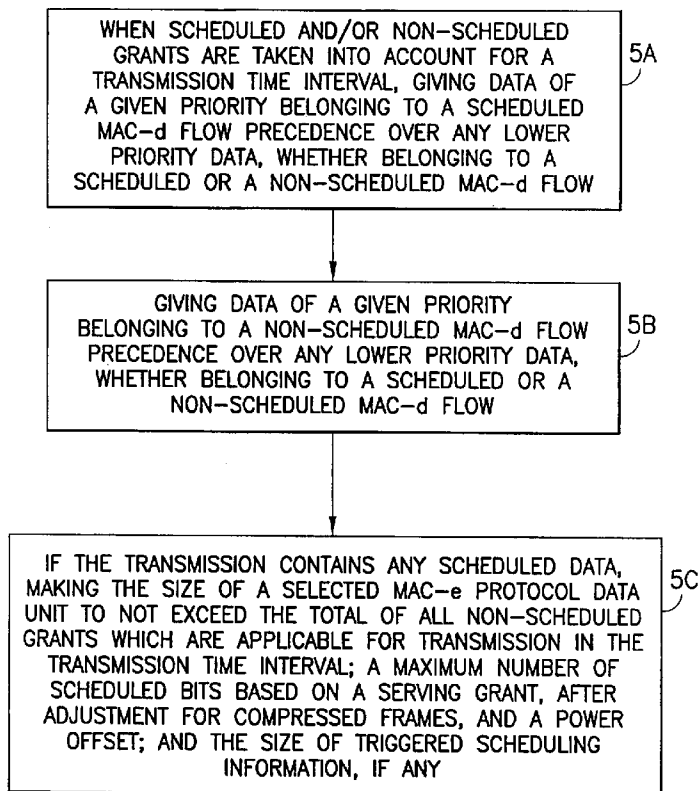 WHEN SCHEDULED AND/OR NON-SCHEDULED
GRANTS ARE TAKEN INTO ACCOUNT FOR A
TRANSMISSION TIME INTERVAL, GIVING DATA OF
A GIVEN PRIORITY BELONGING TO A SCHEDULED
MAC-d FLOW PRECEDENCE OVER ANY LOWER
PRIORITY DATA, WHETHER BELONGING TO A
SCHEDULED OR A NON-SCHEDULED MAC-d FLOW
5A
GIVING DATA OF A GIVEN PRIORITY
BELONGING TO A NON-SCHEDULED MAC-d FLOW
PRECEDENCE OVER ANY LOWER PRIORITY DATA,
WHETHER BELONGING TO A SCHEDULED OR A
NON-SCHEDULED MAC-d FLOW
5B
IF THE TRANSMISSION CONTAINS ANY SCHEDULED DATA,
MAKING THE SIZE OF A SELECTED MAC-e PROTOCOL DATA
UNIT TO NOT EXCEED THE TOTAL OF ALL NON-SCHEDULED
GRANTS WHICH ARE APPLICABLE FOR TRANSMISSION IN THE
TRANSMISSION TIME INTERVAL; A MAXIMUM NUMBER OF
SCHEDULED BITS BASED ON A SERVING GRANT, AFTER
ADJUSTMENT FOR COMPRESSED FRAMES, AND A POWER
OFFSET; AND THE SIZE OF TRIGGERED SCHEDULING
INFORMATION, IF ANY
5C